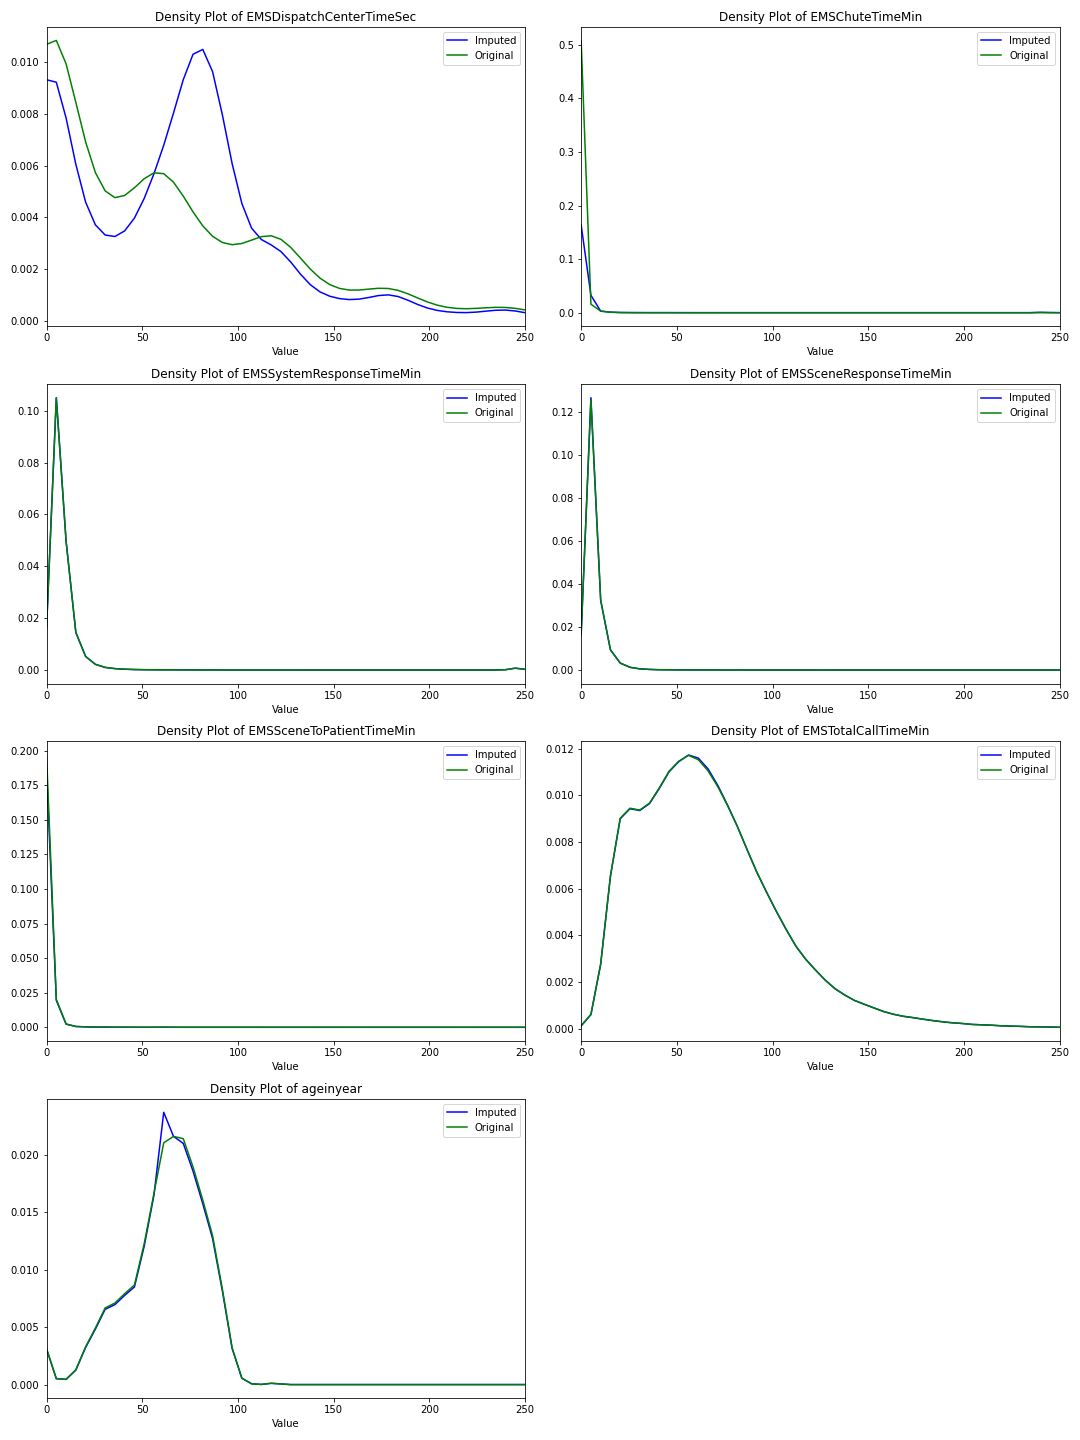 Density Plot of EMSDispatchCenterTimeSec
Imputed
Original
0.010
0.008
0.006
0.004
0.002
0.000
0 50 100 150 200 250
Value
Density Plot of EMSChuteTimeMin
Imputed
Original
0.5
0.4
0.3
0.2
0.1
0.0
0 50 100 150 200 250
Value
Density Plot of EMSSystemResponseTimeMin
Imputed
Original
0.10
0.08
0.06
0.04
0.02
0.00
0 50 100 150 200 250
Value
Density Plot of EMSSceneResponseTimeMin
Imputed
Original
0.12
0.10
0.08
0.06
0.04
0.02
0.00
0 50 100 150 200 250
Value
Density Plot of EMSSceneToPatientTimeMin
Imputed
Original
0.200
0.175
0.150
0.125
0.100
0.075
0.050
0.025
0.000
0 50 100 150 200 250
Value
Density Plot of EMSTotalCallTimeMin
Imputed
Original
0.012
0.010
0.008
0.006
0.004
0.002
0.000
0 50 100 150 200 250
Value
Density Plot of ageinyear
Imputed
Original
0.020
0.015
0.010
0.005
0.000
0 50 100 150 200 250
Value